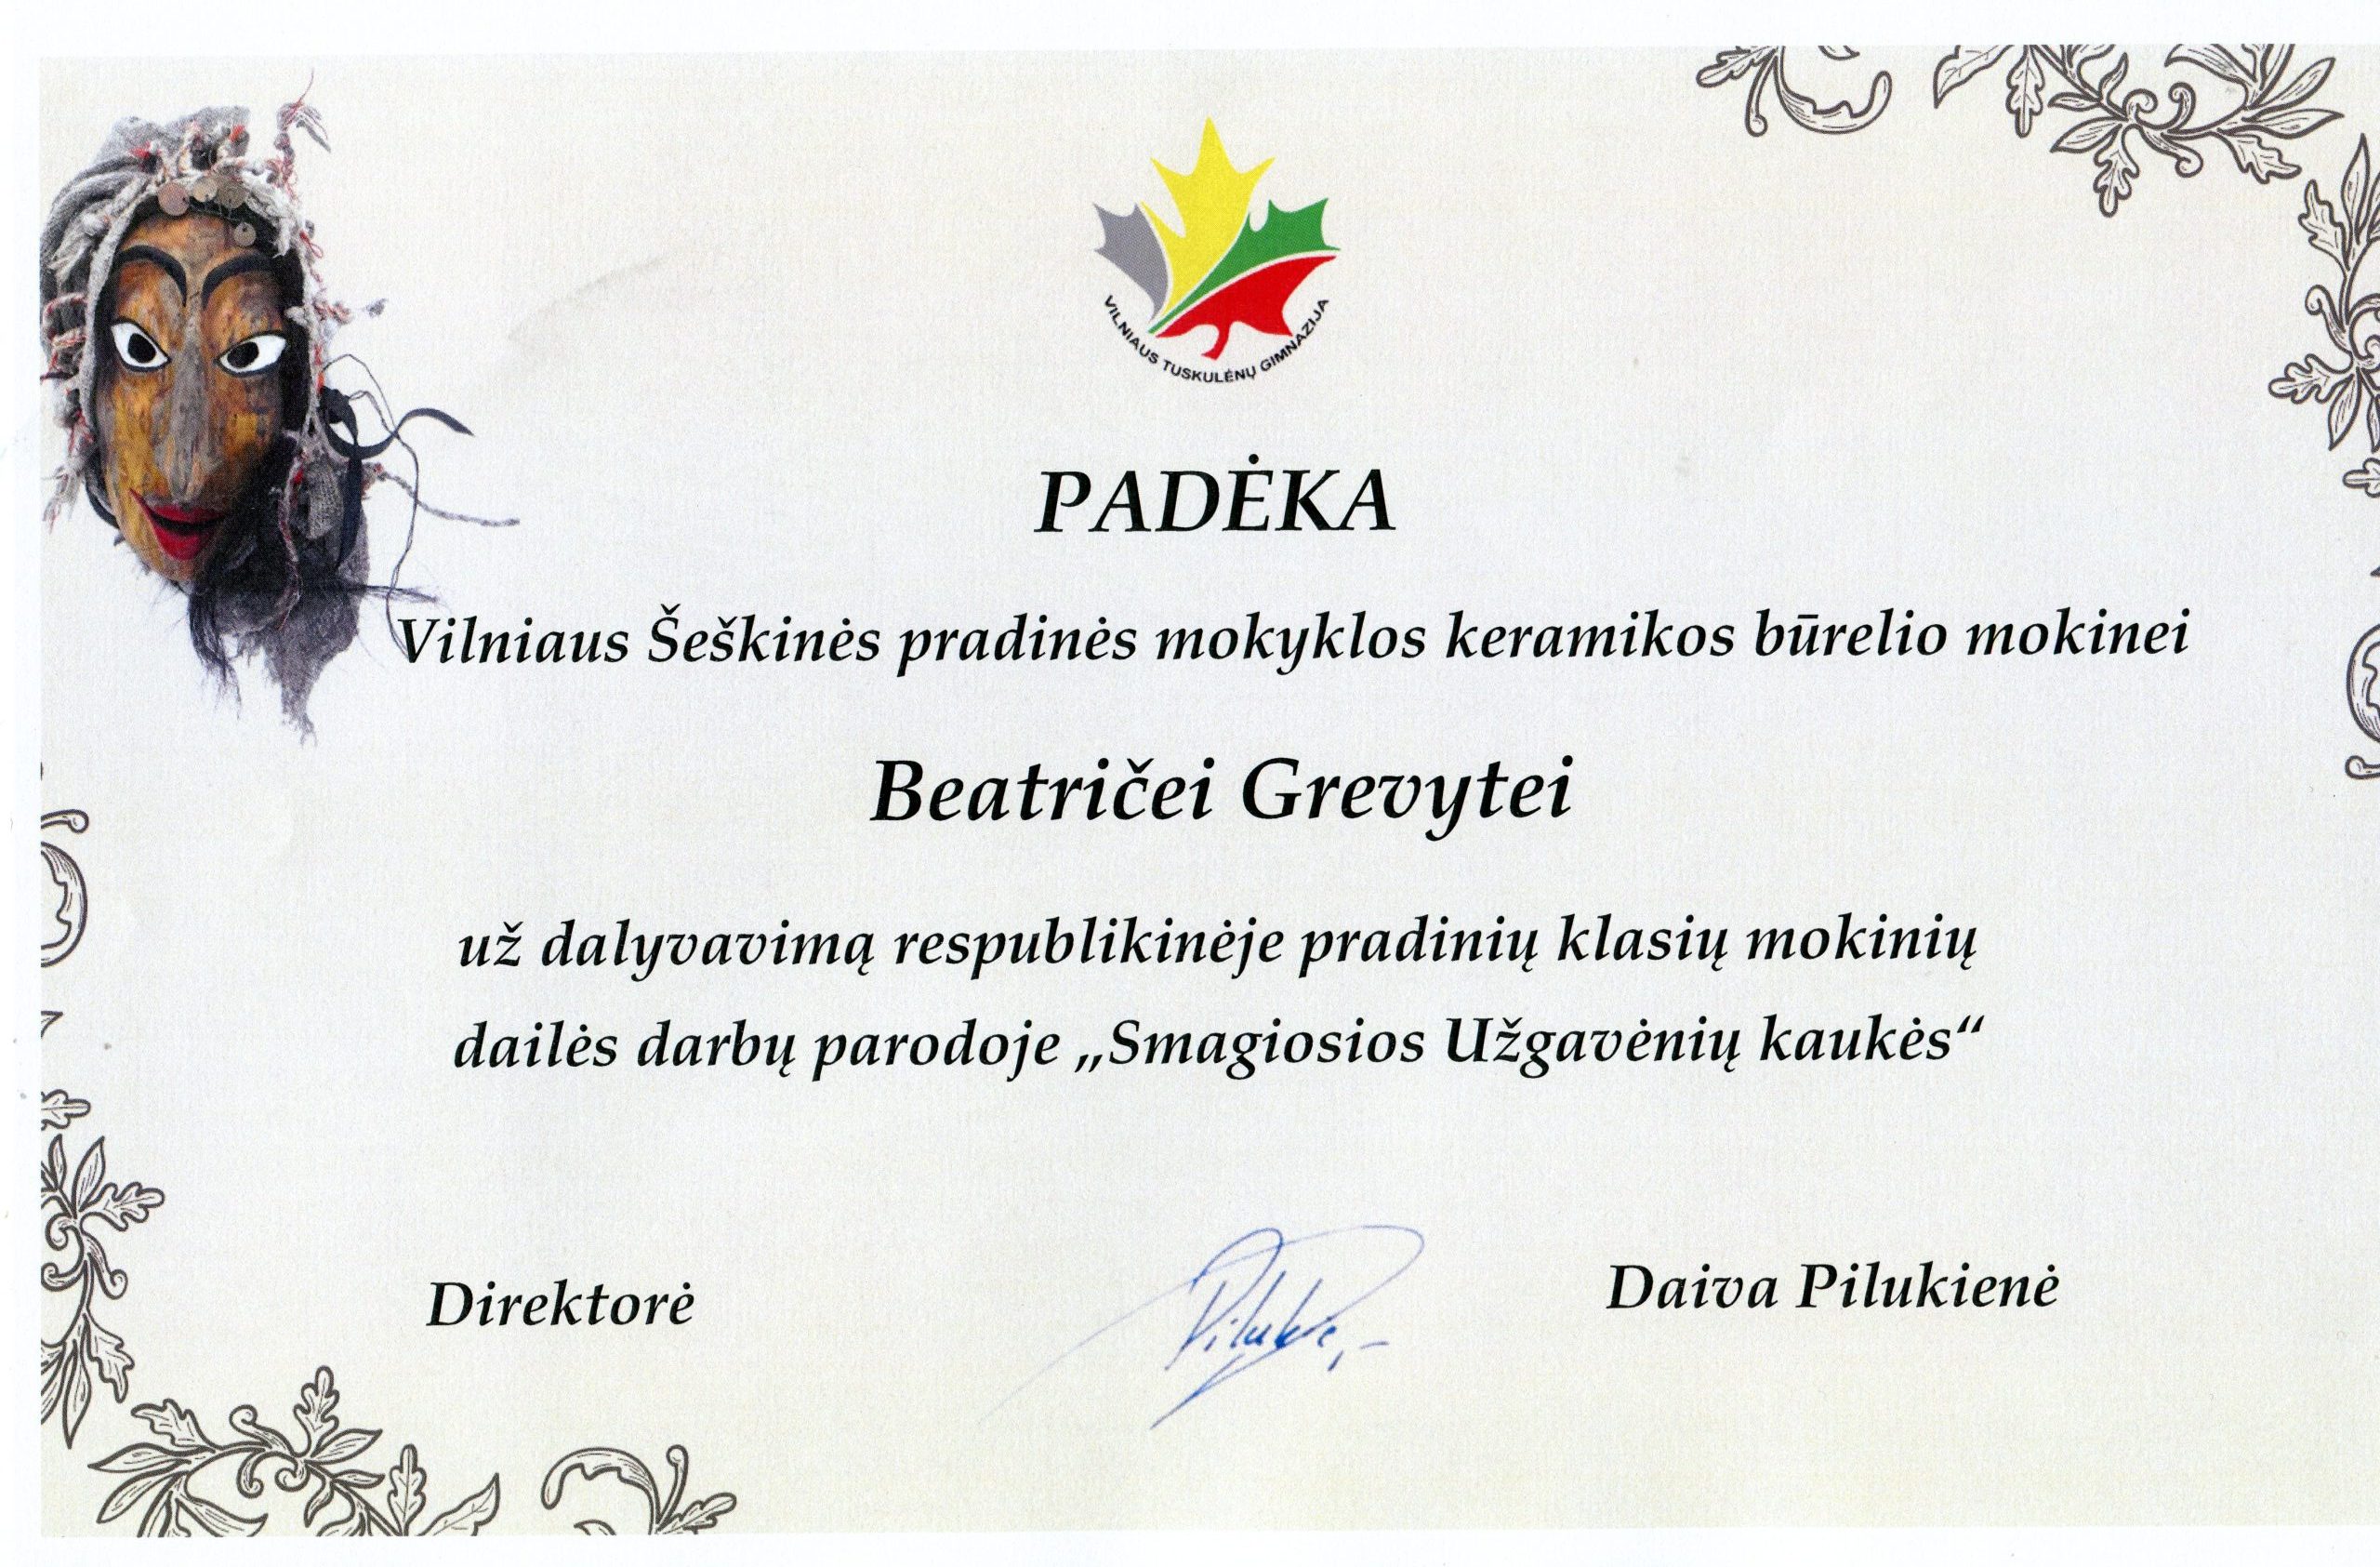 VILNIAUS TUSKULĖNŲ GIMNAZIJA
PADĖKA
Vilniaus Šeškinės pradinės mokyklos keramikos būrelio mokinei
Beatričei Grevytei
už dalyvavimą respublikinėje pradinių klasių mokinių
dailės darbų parodoje „Smagiosios Užgavėnių kaukės“
Direktorė
Daiva Pilukienė